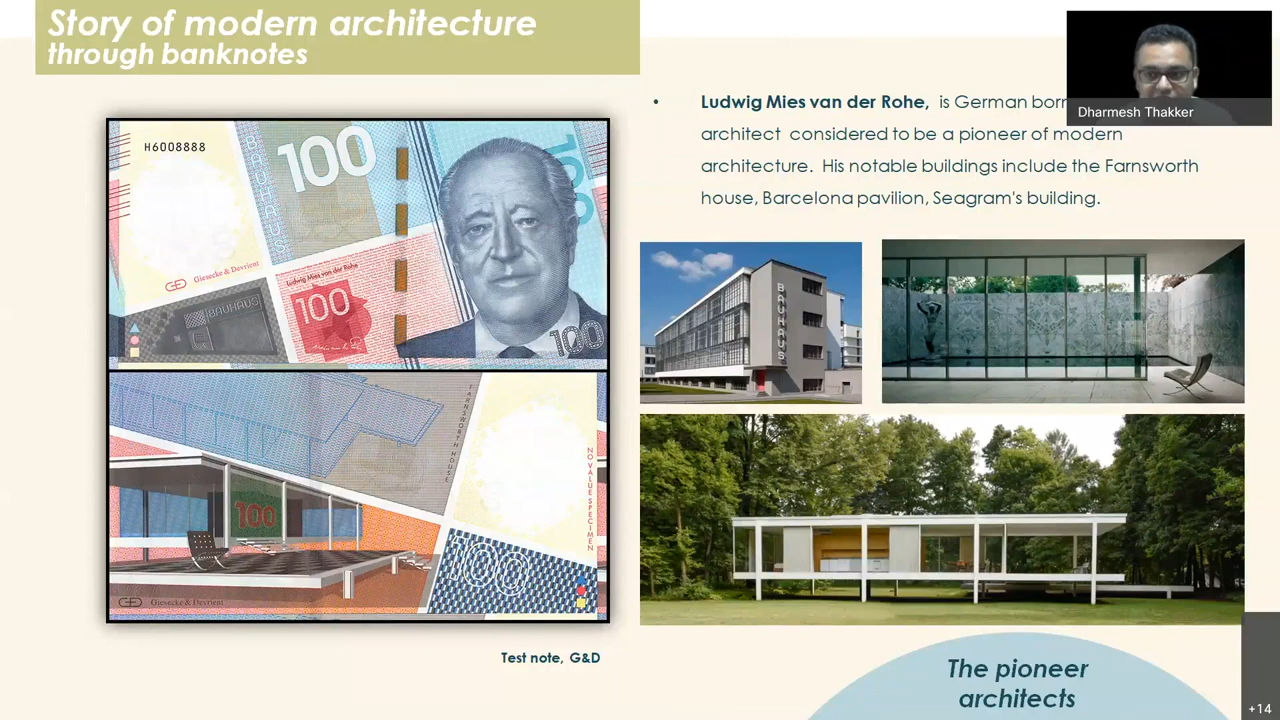 Story of modern architecture
through banknotes
Dharmesh Thakker
• Ludwig Mies van der Rohe, is German born
architect considered to be a pioneer of modern
architecture. His notable buildings include the Farnsworth
house, Barcelona pavilion, Seagram's building.
H6008888
BAUHAUS
100
100
Giesecke & Devrient
Ludwig Mies van der Rohe
BAUHAUS
100
100
BAUHAUS
FARNSWORTH HOUSE
NO VALUE SPECIMEN
100
100
Giesecke & Devrient
Test note, G&D
The pioneer
architects
+14